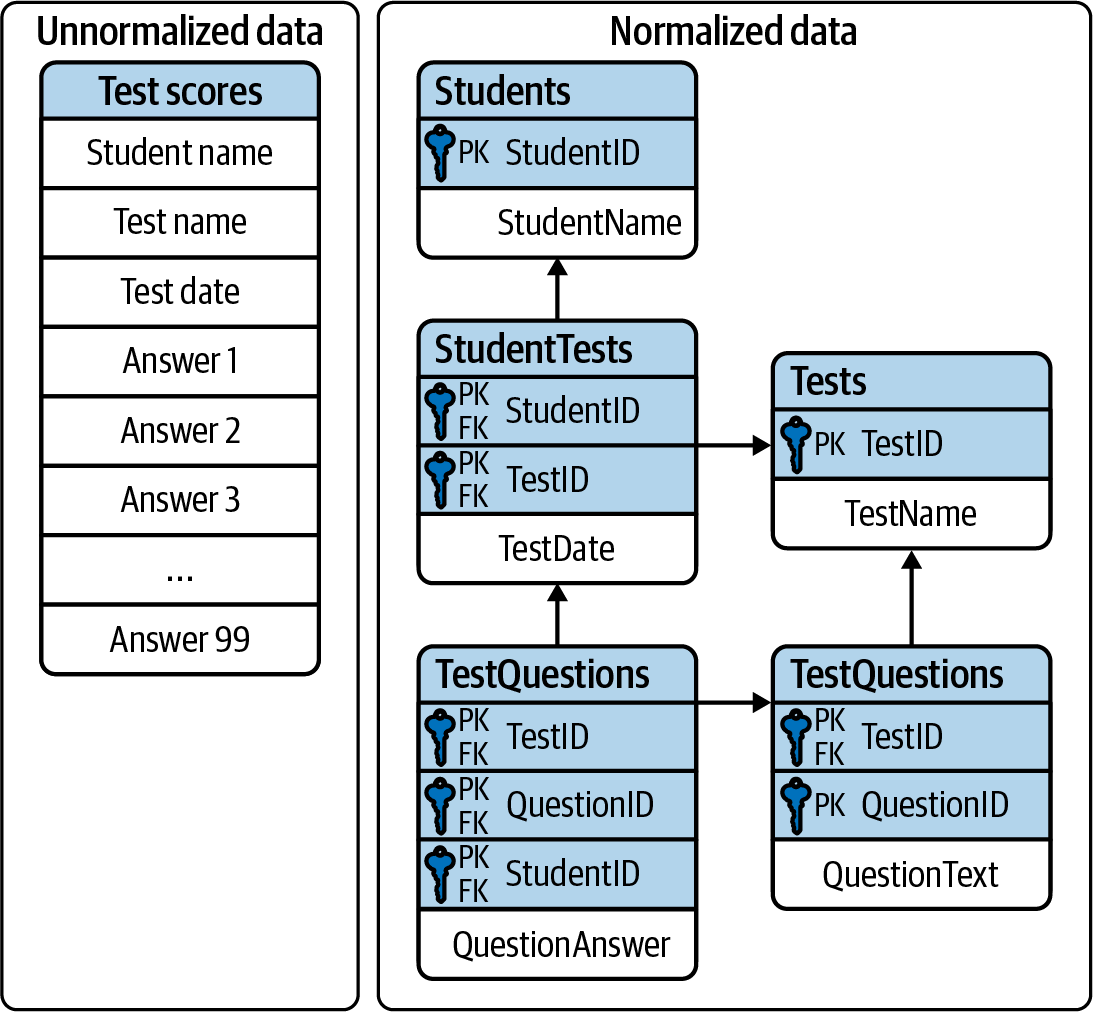 Unnormalized data
Test scores
Student name
Test name
Test date
Answer 1
Answer 2
Answer 3
...
Answer 99
Normalized data
Students
PK StudentID
StudentName
StudentTests
PK
FK
StudentID
PK
FK
TestID
TestDate
Tests
PK TestID
TestName
TestQuestions
PK
FK
TestID
PK
FK
QuestionID
PK
FK
StudentID
QuestionAnswer
TestQuestions
PK
FK
TestID
PK QuestionID
QuestionText